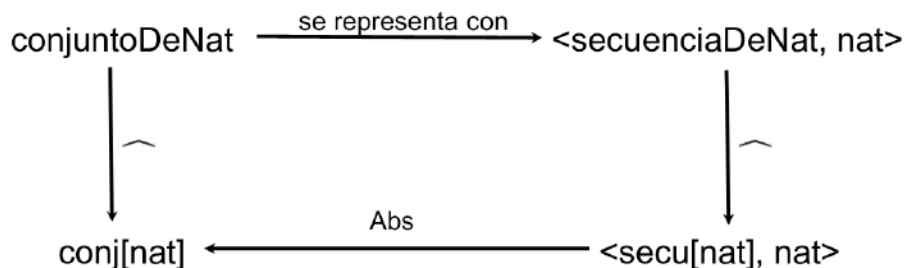 se representa con
conjuntoDeNat <secuenciaDeNat, nat>
Abs
conj[nat] <secu[nat], nat>